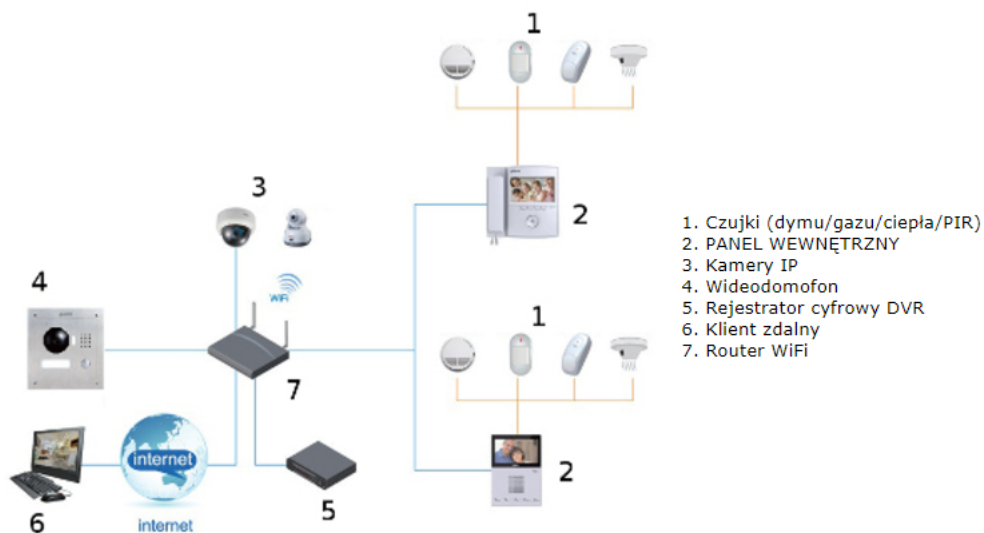 1
3
WiFi
2
4
7
1
internet
internet
6
5
2
1. Czujki (dymu/gazu/ciepła/PIR)
2. PANEL WEWNĘTRZNY
3. Kamery IP
4. Wideodomofon
5. Rejestrator cyfrowy DVR
6. Klient zdalny
7. Router WiFi